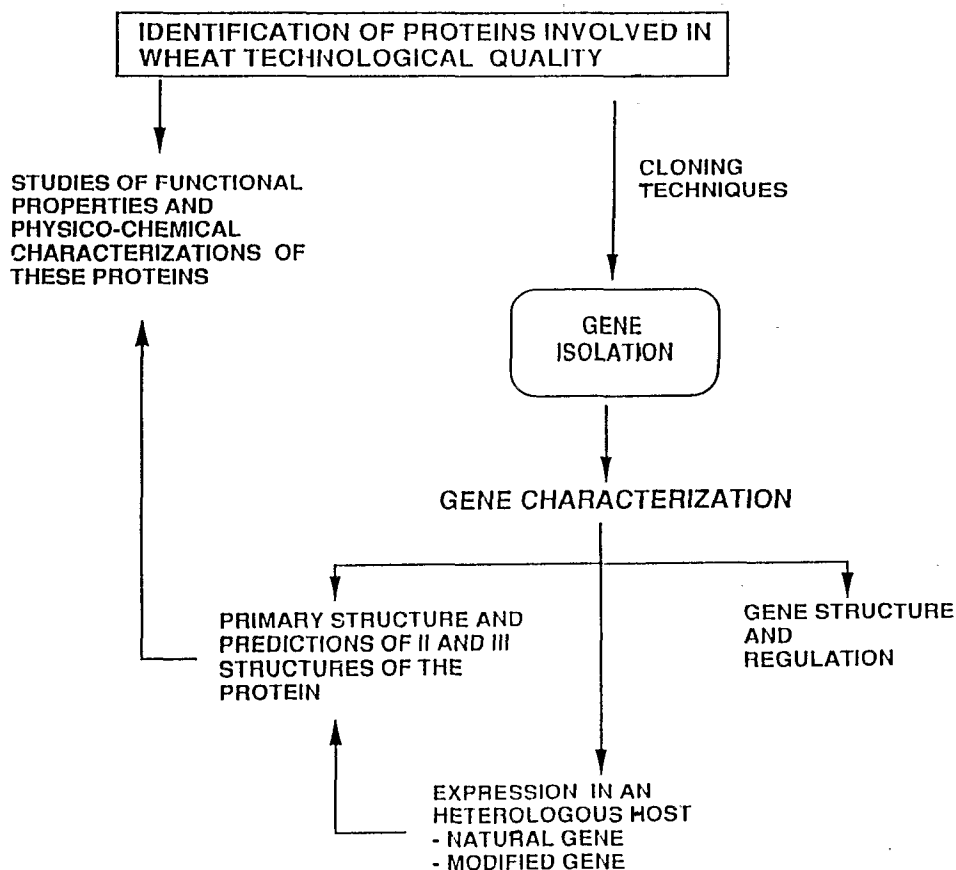 IDENTIFICATION OF PROTEINS INVOLVED IN
WHEAT TECHNOLOGICAL QUALITY
STUDIES OF FUNCTIONAL
PROPERTIES AND
PHYSICO-CHEMICAL
CHARACTERIZATIONS OF
THESE PROTEINS
CLONING
TECHNIQUES
GENE
ISOLATION
GENE CHARACTERIZATION
PRIMARY STRUCTURE AND
PREDICTIONS OF II AND III
STRUCTURES OF THE
PROTEIN
GENE STRUCTURE
AND
REGULATION
EXPRESSION IN AN
HETEROLOGOUS HOST
- NATURAL GENE
- MODIFIED GENE